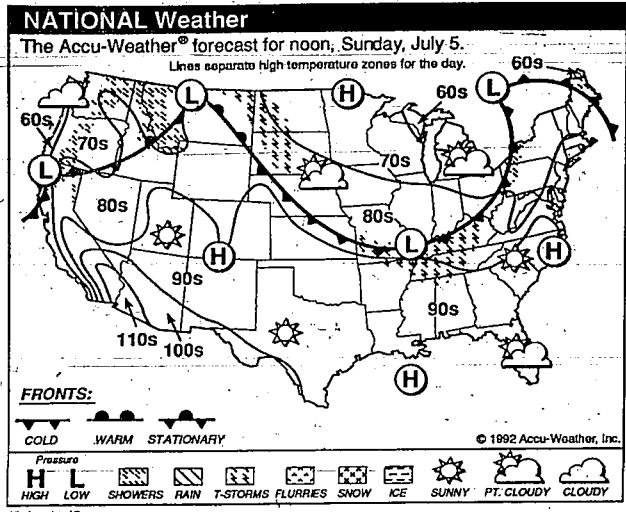 NATIONAL Weather
The Accu-Weather® forecast for noon, Sunday, July 5.
Lines separate high temperature zones for the day.
60s
60s
L
H
L
60s
70s
70s
L
80s
80s
L
H
H
90s
90s
110s
100s
H
FRONTS:
COLD WARM STATIONARY
© 1992 Accu-Weather, Inc.
Pressure
H L
HIGH LOW SHOWERS RAIN T-STORMS FLURRIES SNOW ICE SUNNY PT. CLOUDY CLOUDY